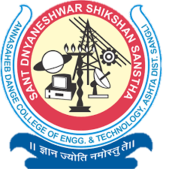 SANT DNYANESHWAR SHIKSHAN SANSTHA
ANNASAHEB DANGE COLLEGE OF ENGG. & TECHNOLOGY, ASHTA DIST. SANGLI
॥ ज्ञान ज्योति नमोस्तुते॥